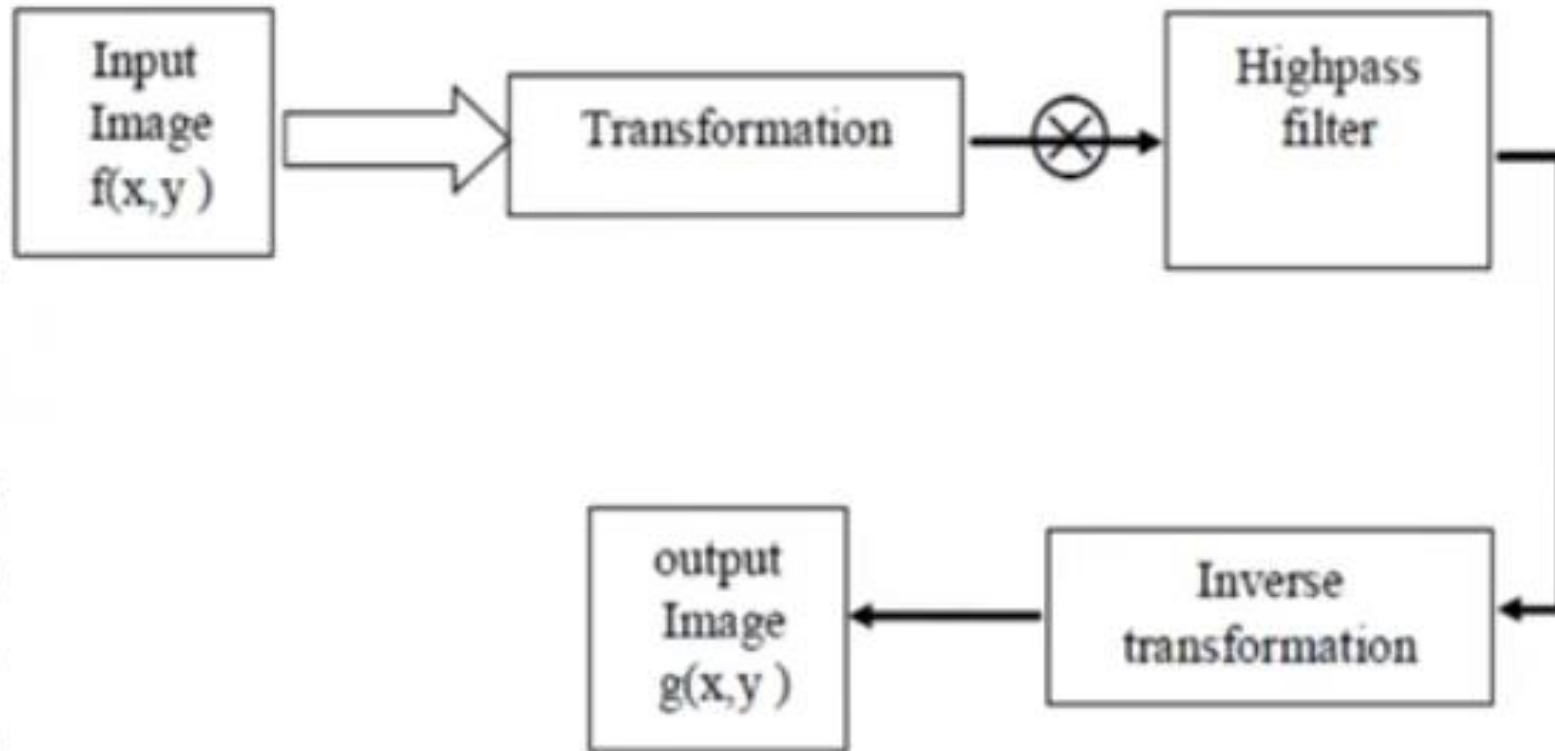 Input
Image
f(x,y )
Transformation
Highpass
filter
output
Image
g(x,y )
Inverse
transformation